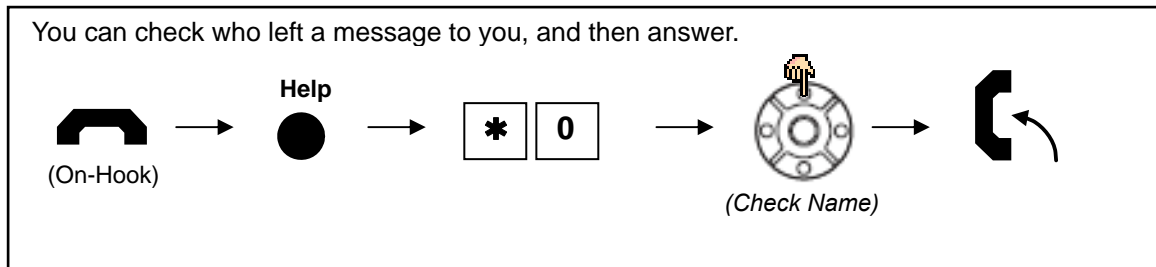 You can check who left a message to you, and then answer.
Help
✱ 0
(On-Hook)
(Check Name)